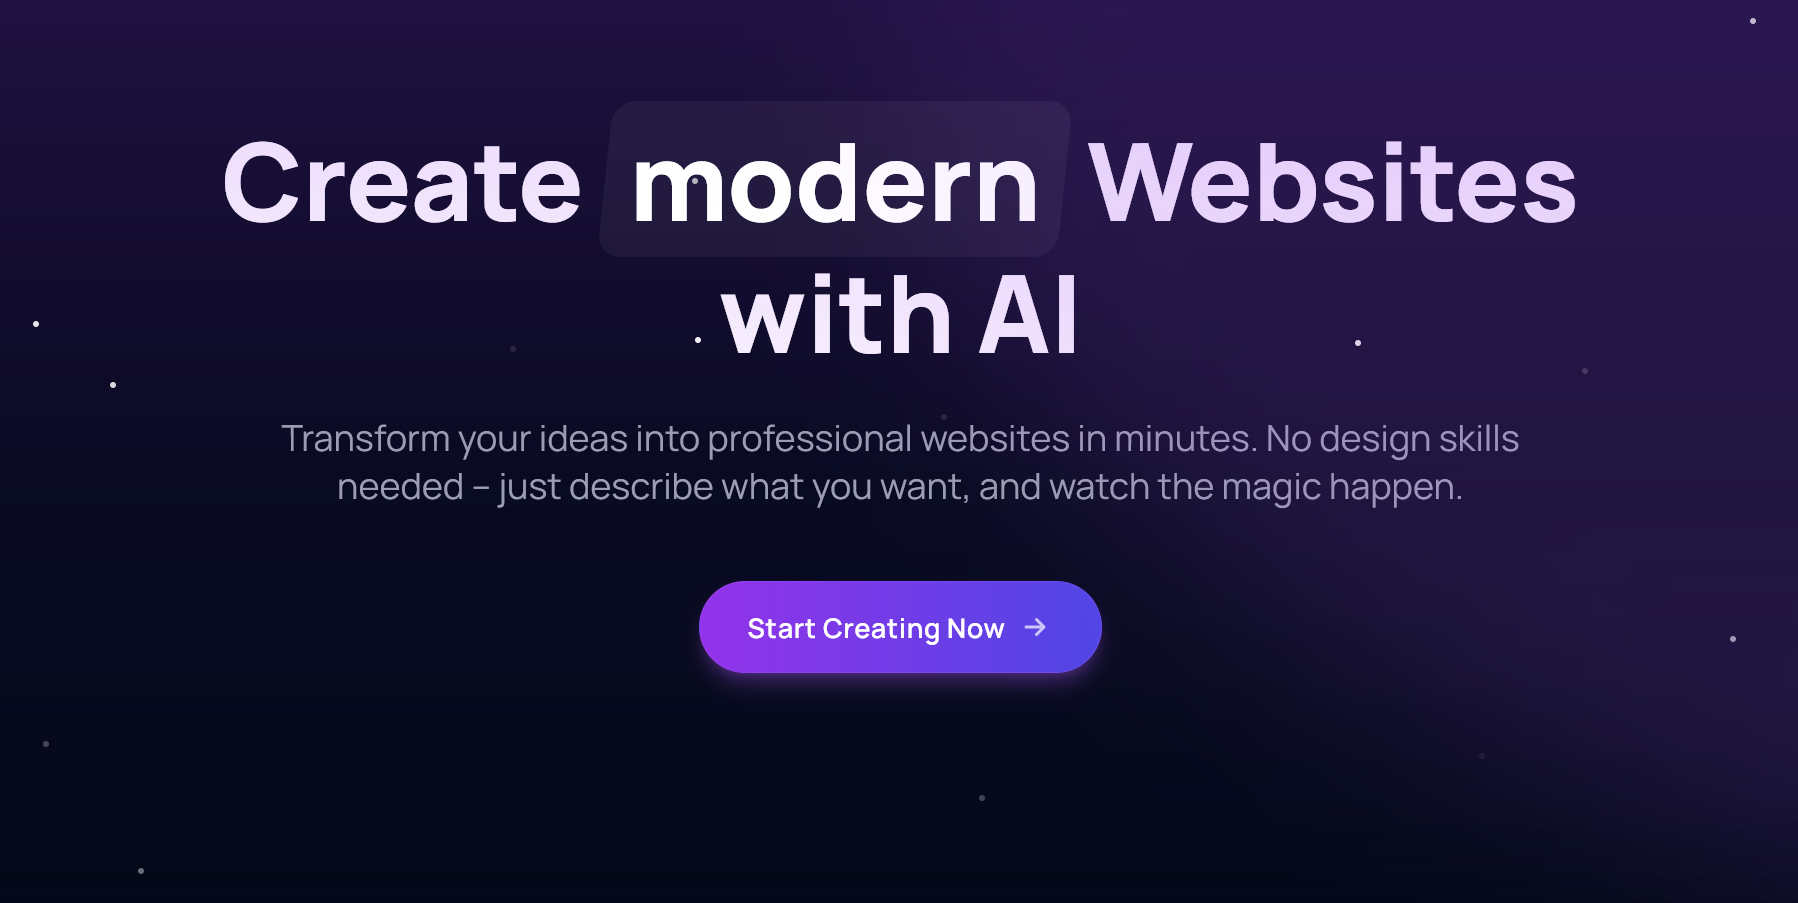 Create modern Websites
with AI
Transform your ideas into professional websites in minutes. No design skills
needed – just describe what you want, and watch the magic happen.
Start Creating Now